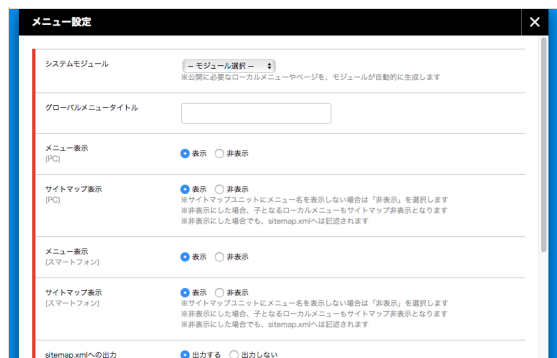 メニュー設定
×
システムモジュール
-- モジュール選択 --
※公開に必要なローカルメニューやページを、モジュールが自動的に生成します
グローバルメニュータイトル
メニュー表示
(PC)
表示 非表示
サイトマップ表示
(PC)
表示 非表示
※サイトマップユニットにメニュー名を表示しない場合は「非表示」を選択します
※非表示にした場合、子となるローカルメニューもサイトマップ非表示となります
※非表示にした場合でも、sitemap.xmlへは記述されます
メニュー表示
(スマートフォン)
表示 非表示
サイトマップ表示
(スマートフォン)
表示 非表示
※サイトマップユニットにメニュー名を表示しない場合は「非表示」を選択します
※非表示にした場合、子となるローカルメニューもサイトマップ非表示となります
※非表示にした場合でも、sitemap.xmlへは記述されます
sitemap.xmlへの出力
出力する 出力しない